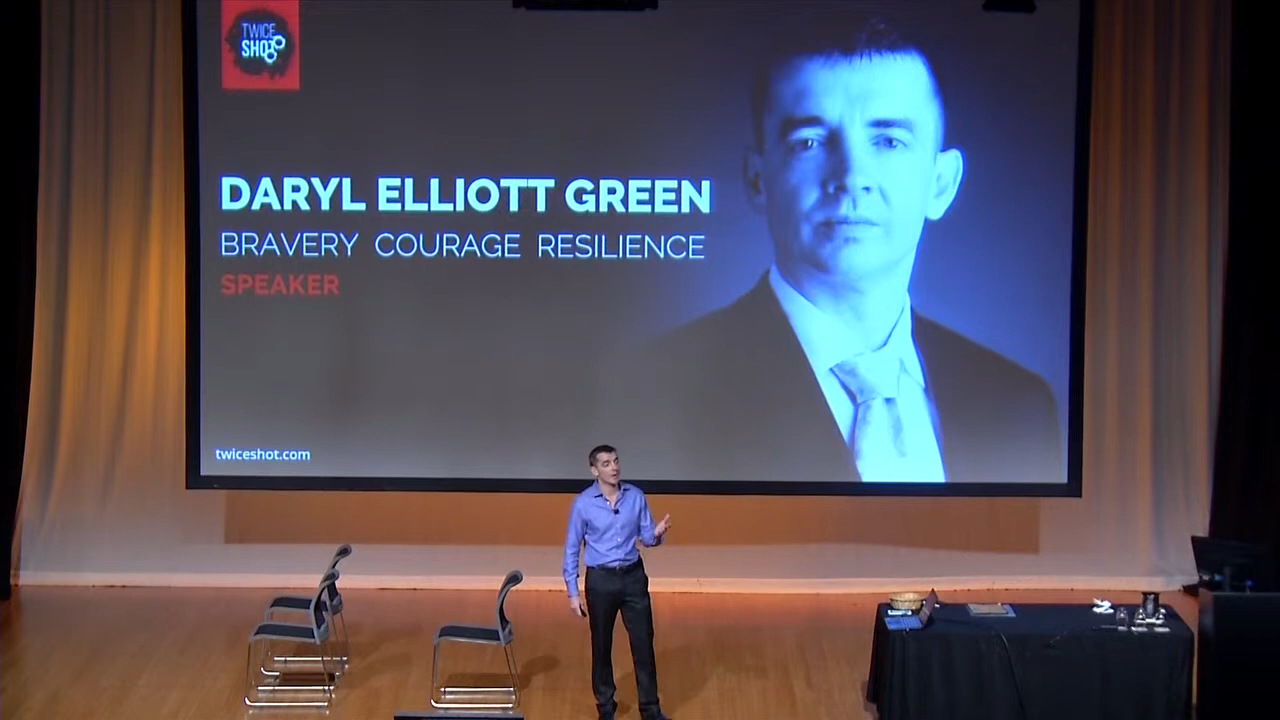 TWICE
SHOT
DARYL ELLIOTT GREEN
BRAVERY COURAGE RESILIENCE
SPEAKER
twiceshot.com